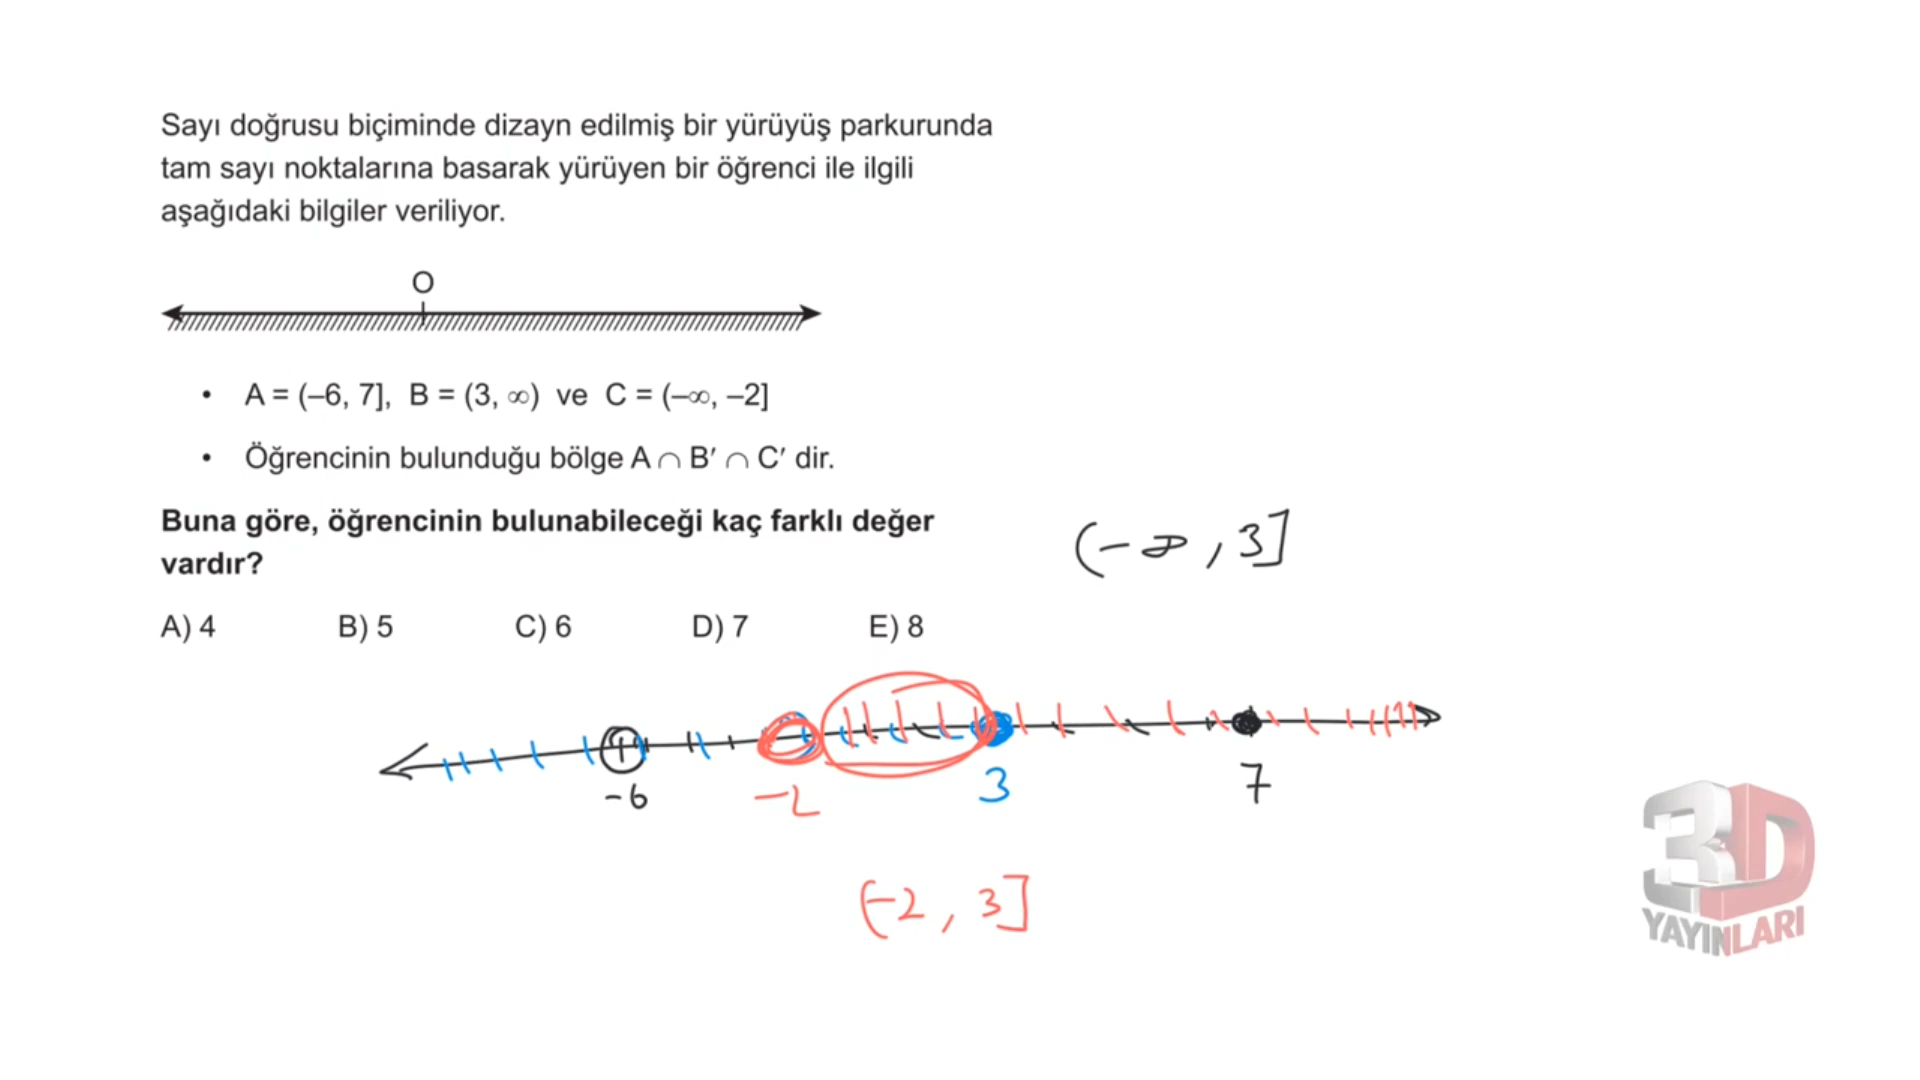 Sayı doğrusu biçiminde dizayn edilmiş bir yürüyüş parkurunda
tam sayı noktalarına basarak yürüyen bir öğrenci ile ilgili
aşağıdaki bilgiler veriliyor.
O
• A = (–6, 7], B = (3, ∞) ve C = (–∞, –2]
• Öğrencinin bulunduğu bölge A ∩ B′ ∩ C′ dir.
Buna göre, öğrencinin bulunabileceği kaç farklı değer
vardır?
(-∞, 3]
A) 4 B) 5 C) 6 D) 7 E) 8
-6 -2 3 7
(-2, 3]
3D
YAYINLARI